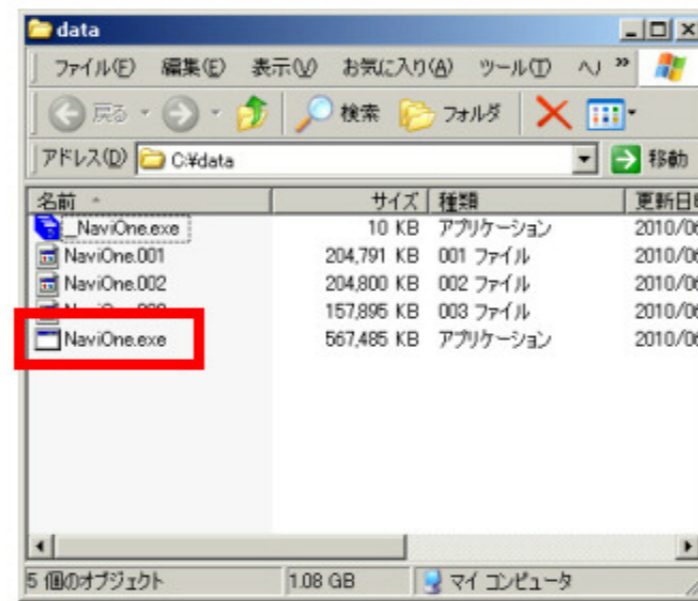 data
ファイル(F) 編集(E) 表示(V) お気に入り(A) ツール(T) ヘ »
戻る 検索 フォルダ
アドレス(D) C:¥data 移動
名前 サイズ 種類 更新日
_NaviOne.exe 10 KB アプリケーション 2010/06
NaviOne.001 204,791 KB 001 ファイル 2010/06
NaviOne.002 204,800 KB 002 ファイル 2010/06
157,895 KB 003 ファイル 2010/06
NaviOne.exe 567,485 KB アプリケーション 2010/06
5 個のオブジェクト 1.08 GB マイ コンピュータ